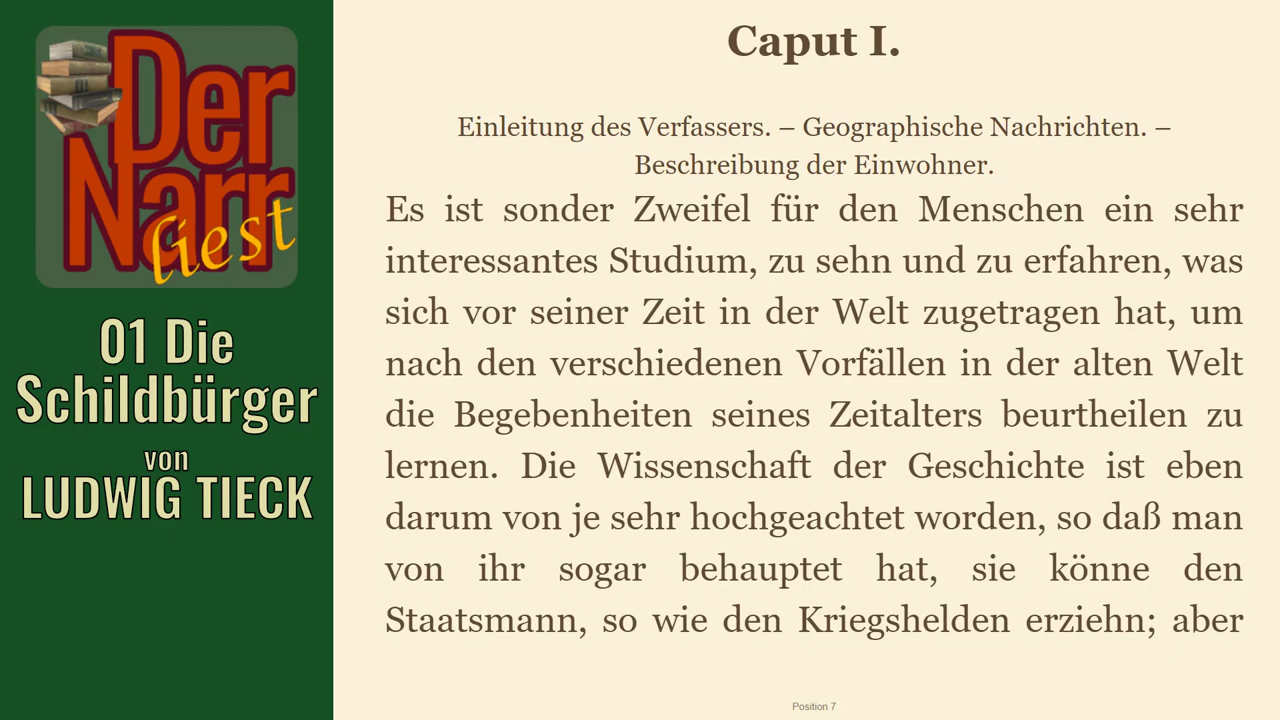 Der
Narr
liest
01 Die
Schildbürger
von
LUDWIG TIECK
Caput I.
Einleitung des Verfassers. – Geographische Nachrichten. –
Beschreibung der Einwohner.
Es ist sonder Zweifel für den Menschen ein sehr
interessantes Studium, zu sehn und zu erfahren, was
sich vor seiner Zeit in der Welt zugetragen hat, um
nach den verschiedenen Vorfällen in der alten Welt
die Begebenheiten seines Zeitalters beurtheilen zu
lernen. Die Wissenschaft der Geschichte ist eben
darum von je sehr hochgeachtet worden, so daß man
von ihr sogar behauptet hat, sie könne den
Staatsmann, so wie den Kriegshelden erziehn; aber
Position 7